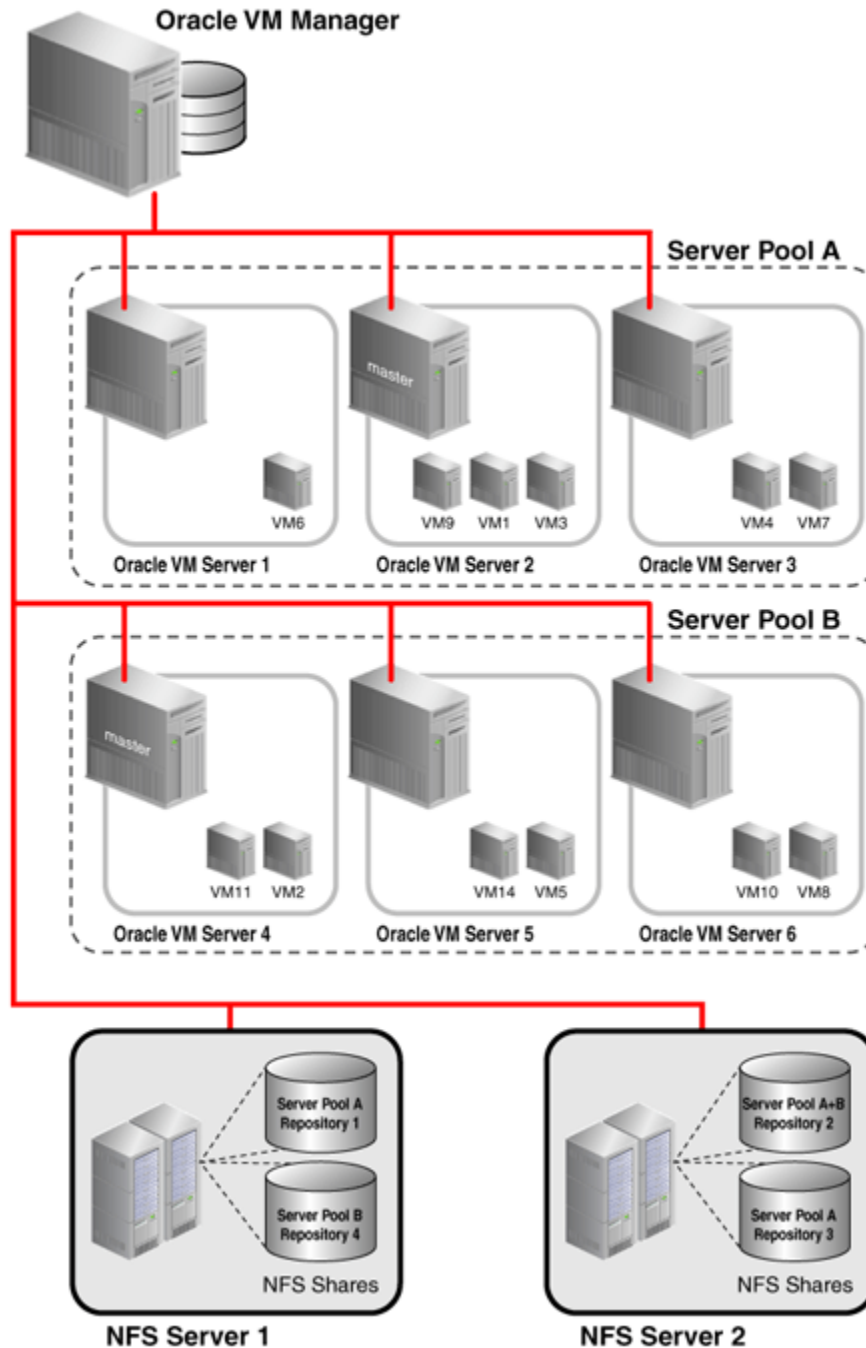 Oracle VM Manager
Server Pool A
master
VM6
VM9 VM1 VM3
VM4 VM7
Oracle VM Server 1
Oracle VM Server 2
Oracle VM Server 3
Server Pool B
master
VM11 VM2
VM14 VM5
VM10 VM8
Oracle VM Server 4
Oracle VM Server 5
Oracle VM Server 6
Server Pool A
Repository 1
Server Pool B
Repository 4
NFS Shares
NFS Server 1
Server Pool A+B
Repository 2
Server Pool A
Repository 3
NFS Shares
NFS Server 2